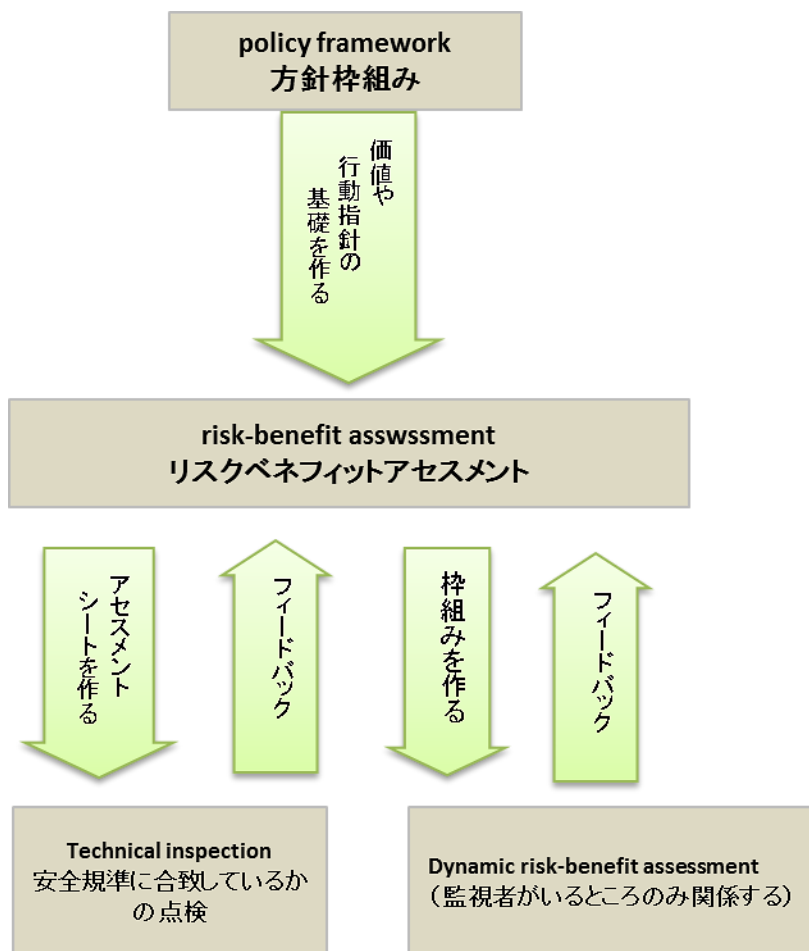 policy framework
方針枠組み
価値や
行動指針の
基礎を作る
risk-benefit asswssment
リスクベネフィットアセスメント
アセスメント
シートを作る
フィードバック
枠組みを作る
フィードバック
Technical inspection
安全規準に合致しているか
の点検
Dynamic risk-benefit assessment
（監視者がいるところのみ関係する）